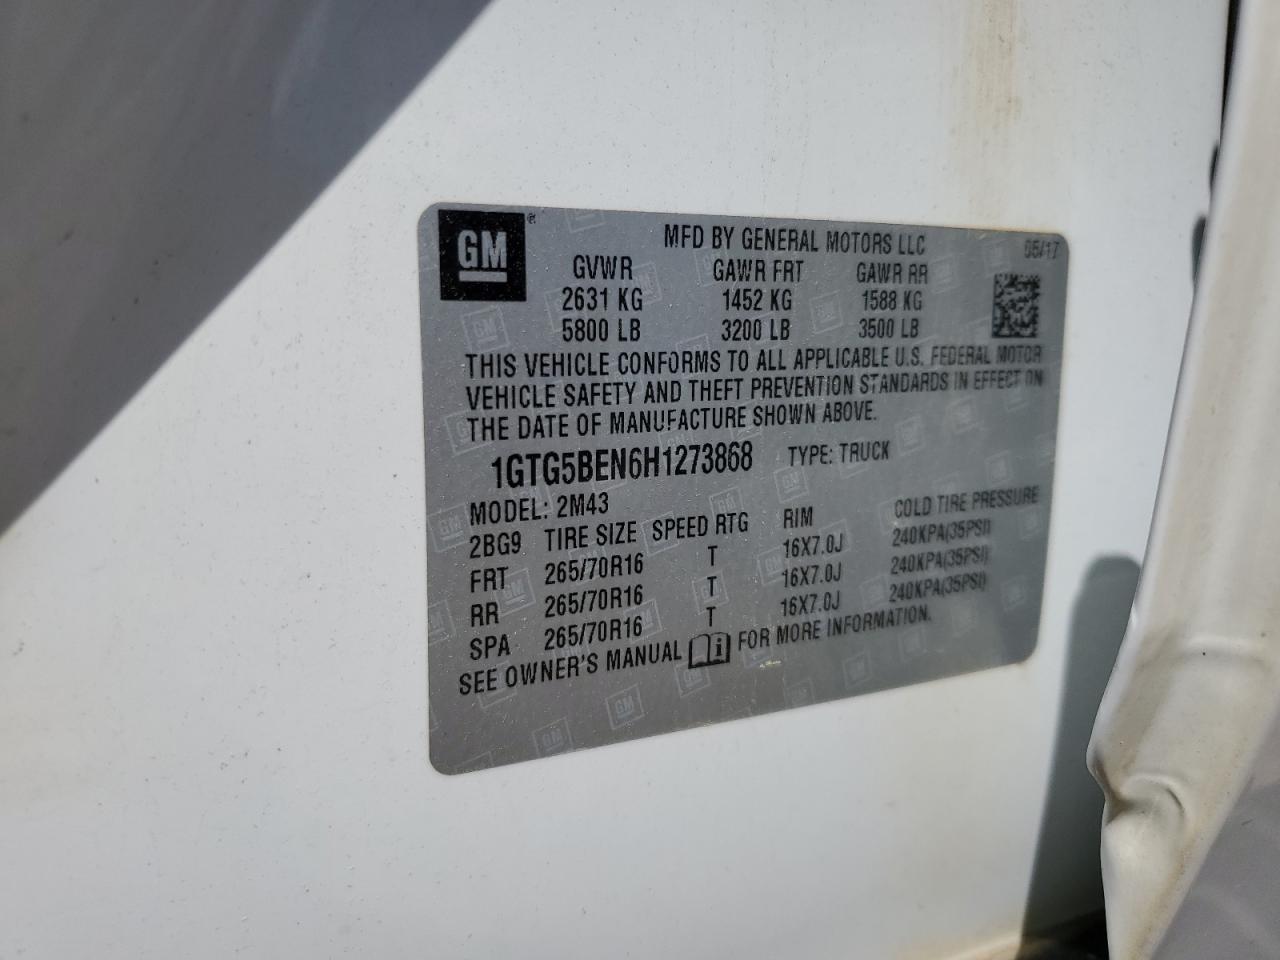 GM ®
MFD BY GENERAL MOTORS LLC 05/17
GVWR GAWR FRT GAWR RR
2631 KG 1452 KG 1588 KG
5800 LB 3200 LB 3500 LB
THIS VEHICLE CONFORMS TO ALL APPLICABLE U.S. FEDERAL MOTOR
VEHICLE SAFETY AND THEFT PREVENTION STANDARDS IN EFFECT ON
THE DATE OF MANUFACTURE SHOWN ABOVE.
1GTG5BEN6H1273868 TYPE: TRUCK
MODEL: 2M43
2BG9 TIRE SIZE SPEED RTG RIM COLD TIRE PRESSURE
FRT 265/70R16 T 16X7.0J 240KPA(35PSI)
RR 265/70R16 T 16X7.0J 240KPA(35PSI)
SPA 265/70R16 T 16X7.0J 240KPA(35PSI)
SEE OWNER'S MANUAL i FOR MORE INFORMATION.